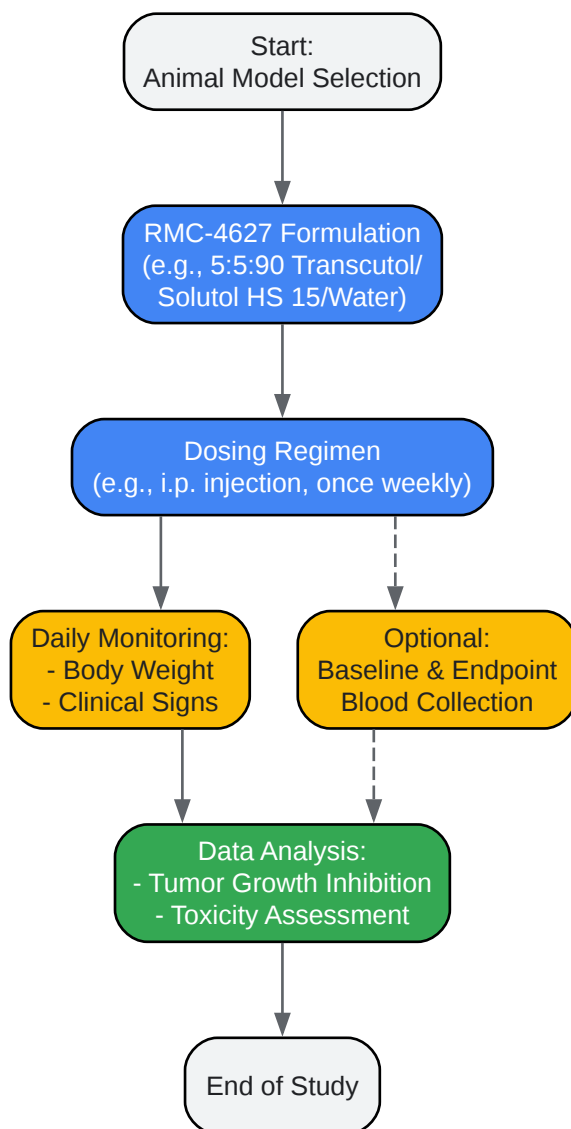 Start:
Animal Model Selection
RMC-4627 Formulation
(e.g., 5:5:90 Transcutol/
Solutol HS 15/Water)
Dosing Regimen
(e.g., i.p. injection, once weekly)
Daily Monitoring:
- Body Weight
- Clinical Signs
Optional:
Baseline & Endpoint
Blood Collection
Data Analysis:
- Tumor Growth Inhibition
- Toxicity Assessment
End of Study